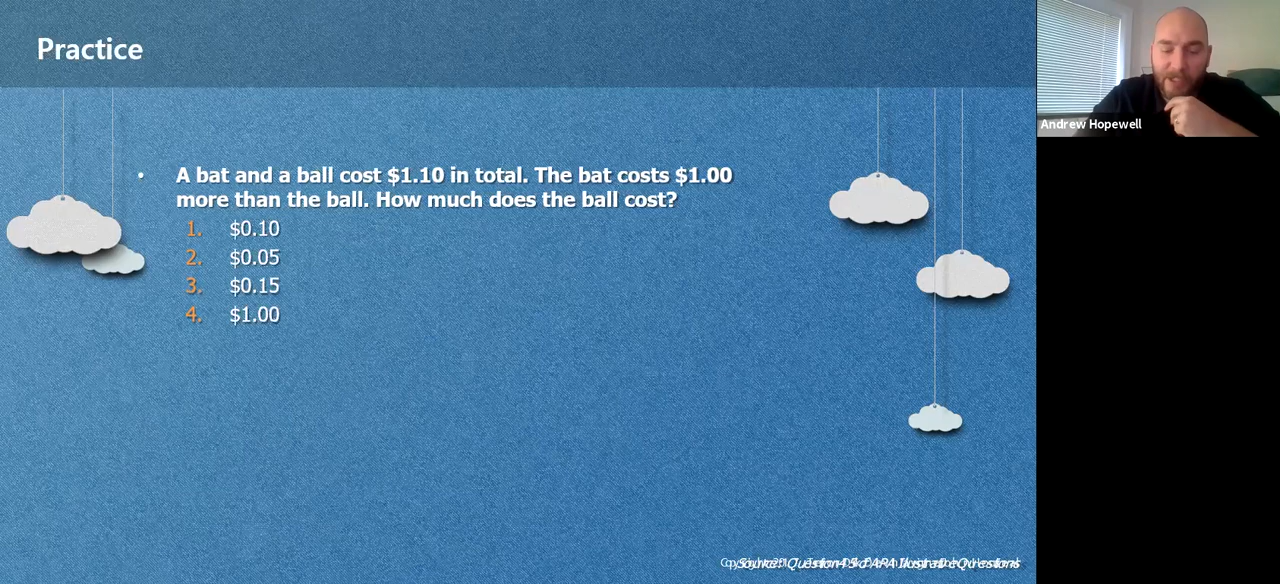 Practice
Andrew Hopewell
• A bat and a ball cost $1.10 in total. The bat costs $1.00
more than the ball. How much does the ball cost?
1. $0.10
2. $0.05
3. $0.15
4. $1.00